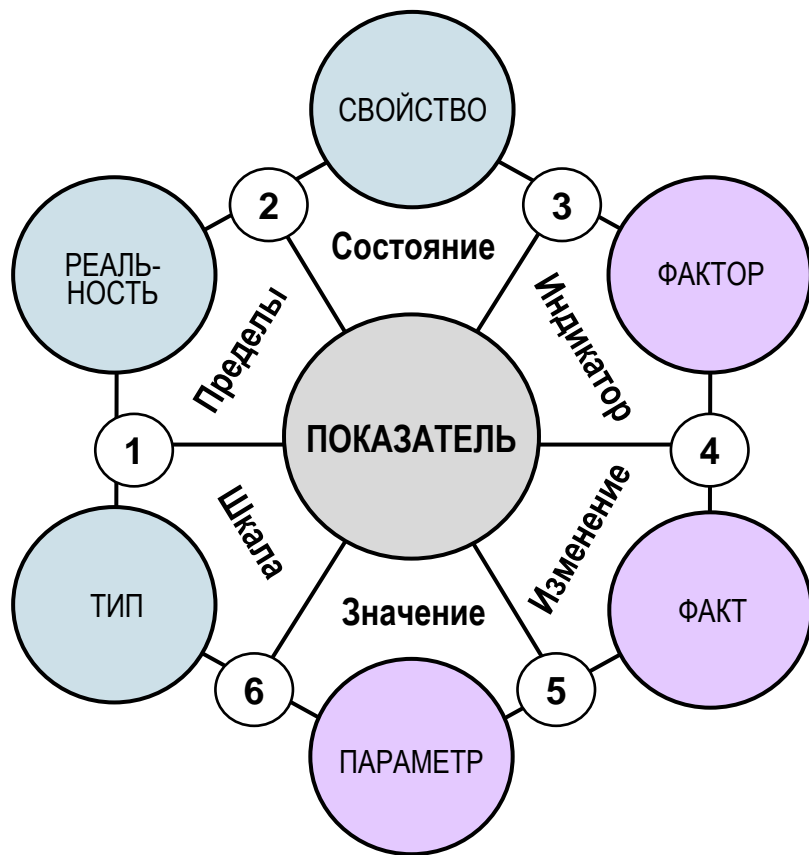 СВОЙСТВО
2
3
РЕАЛЬ-
НОСТЬ
Состояние
ФАКТОР
Пределы
Индикатор
1
ПОКАЗАТЕЛЬ
4
Шкала
Изменение
ТИП
Значение
ФАКТ
6
5
ПАРАМЕТР